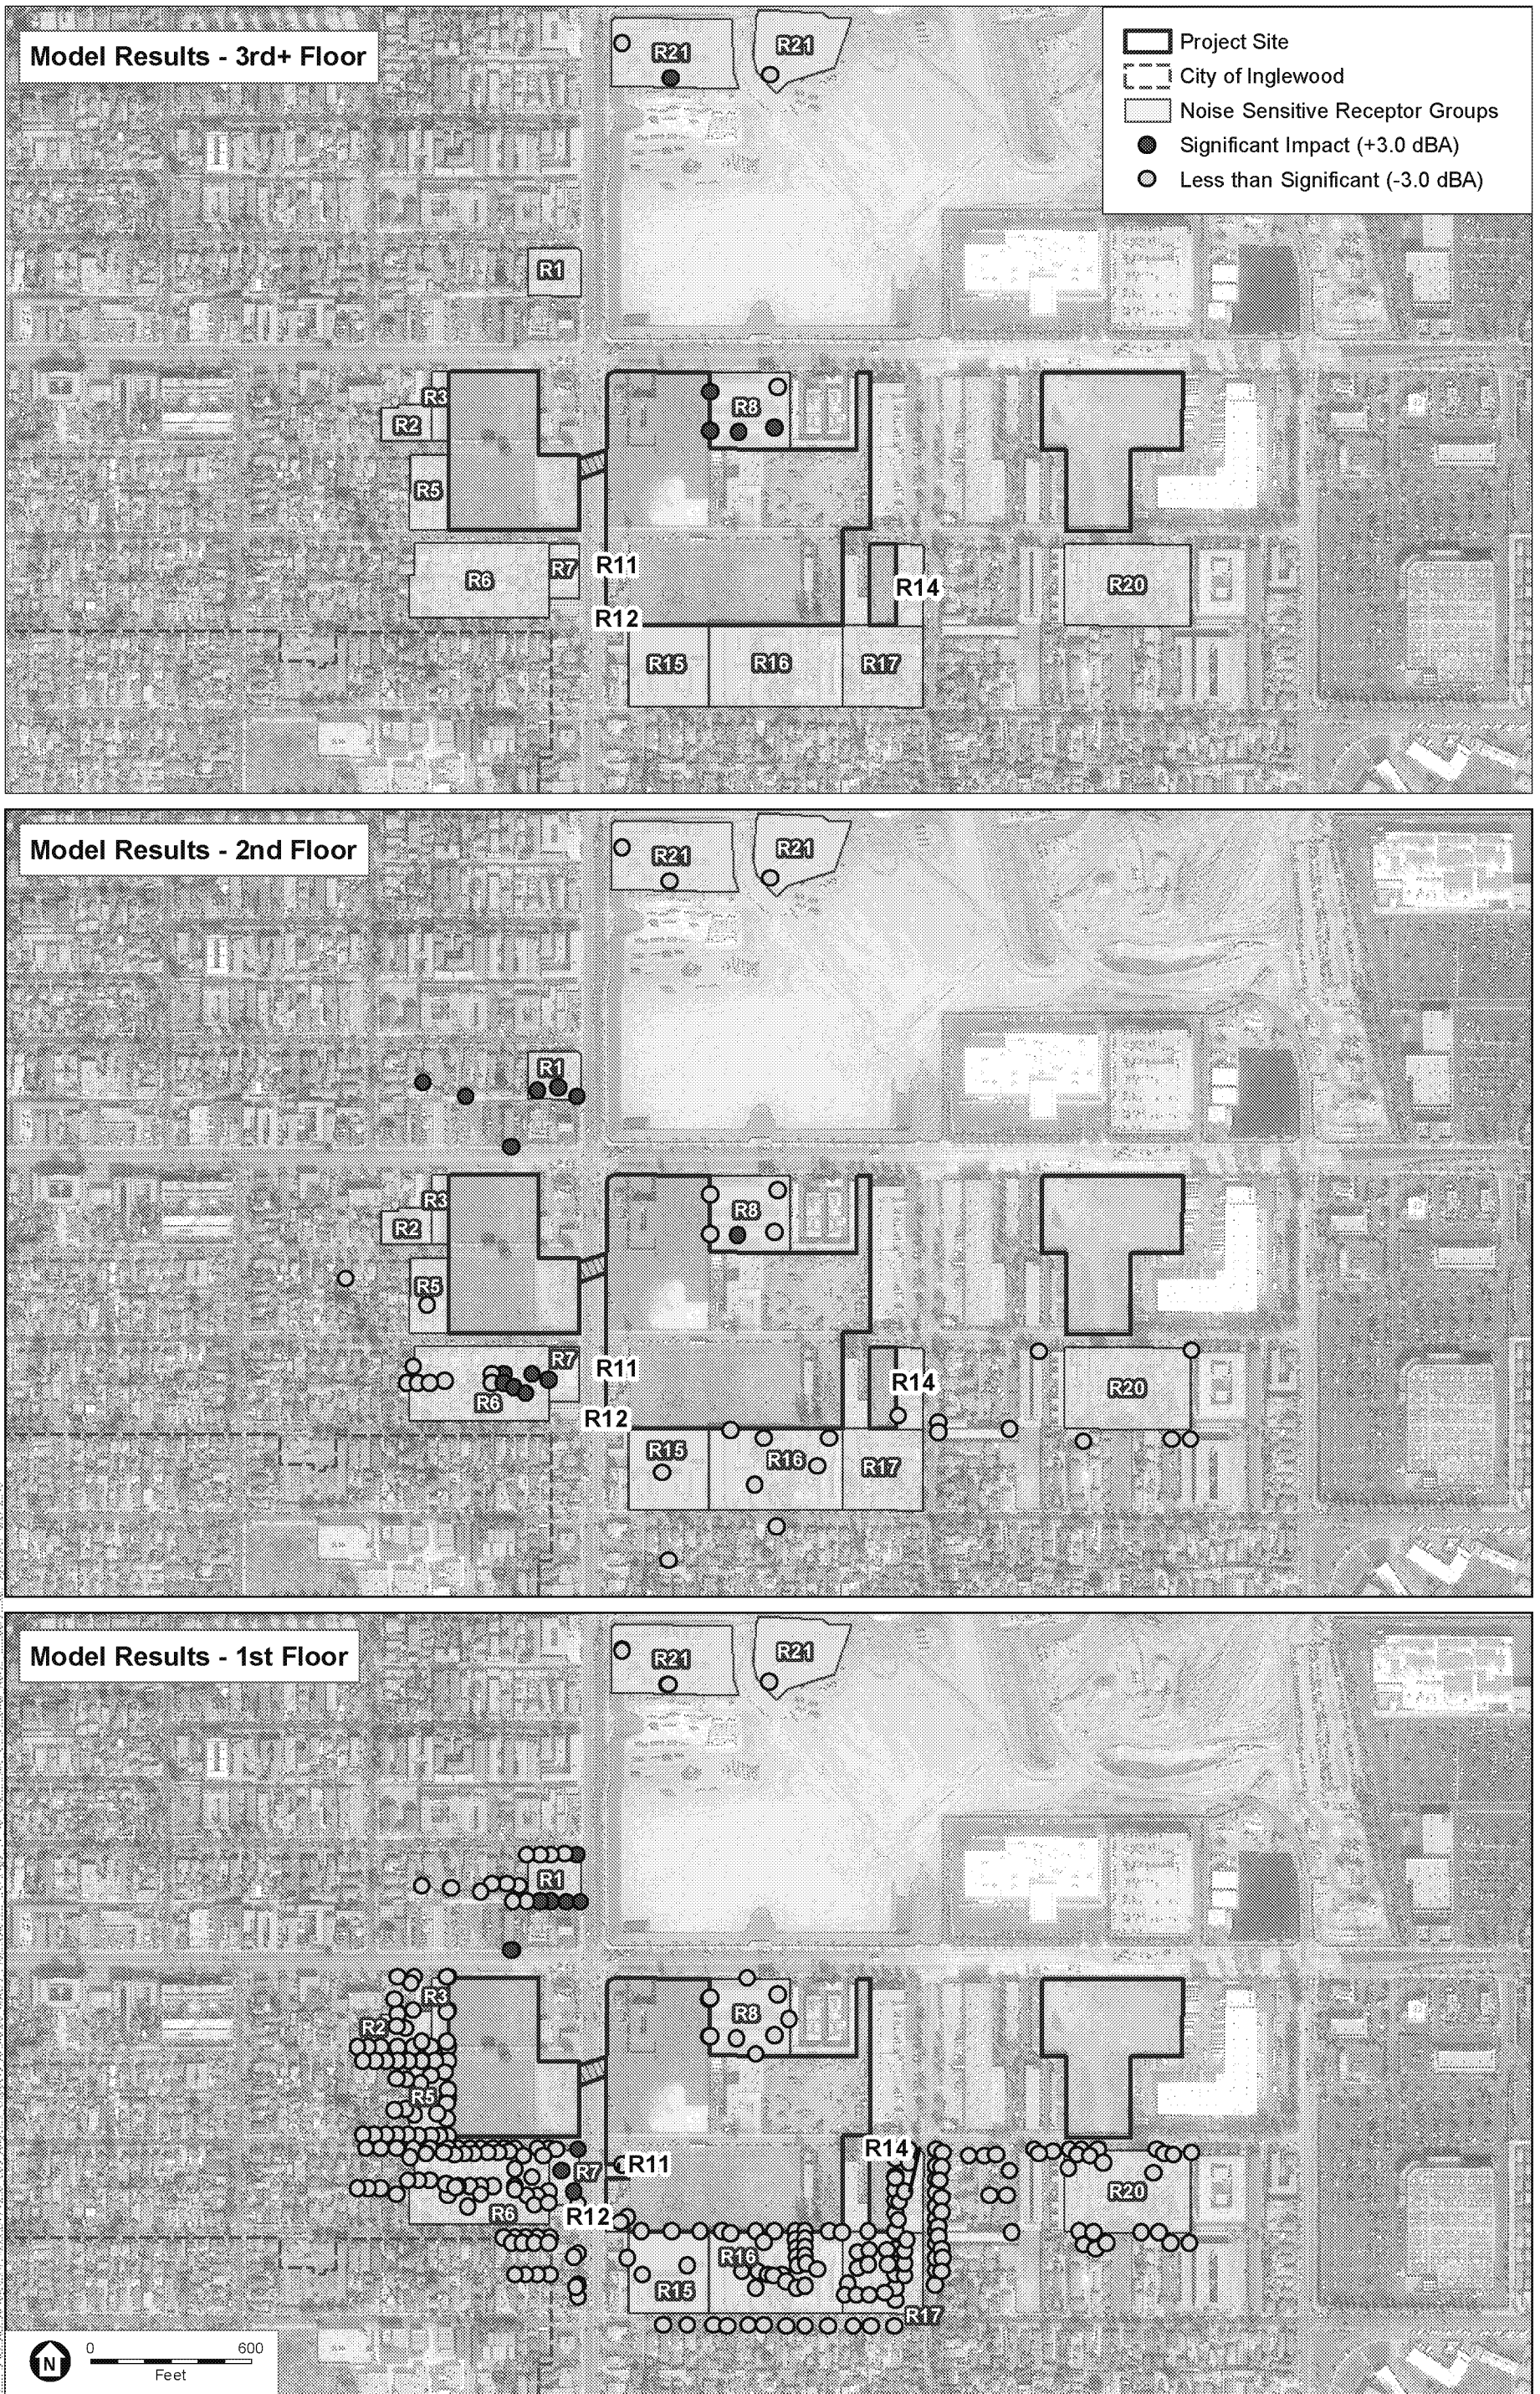 Model Results - 3rd+ Floor
Project Site
City of Inglewood
Noise Sensitive Receptor Groups
Significant Impact (+3.0 dBA)
Less than Significant (-3.0 dBA)
R21
R21
R1
R3
R2
R8
R5
R11
R7
R6
R14
R20
R12
R15
R16
R17
Model Results - 2nd Floor
R21
R21
R1
R3
R2
R8
R5
R7
R11
R14
R20
R6
R12
R15
R16
R17
Model Results - 1st Floor
R21
R21
R1
R3
R2
R8
R5
R14
R11
R7
R20
R6
R12
R16
R15
R17
N
0 600
Feet